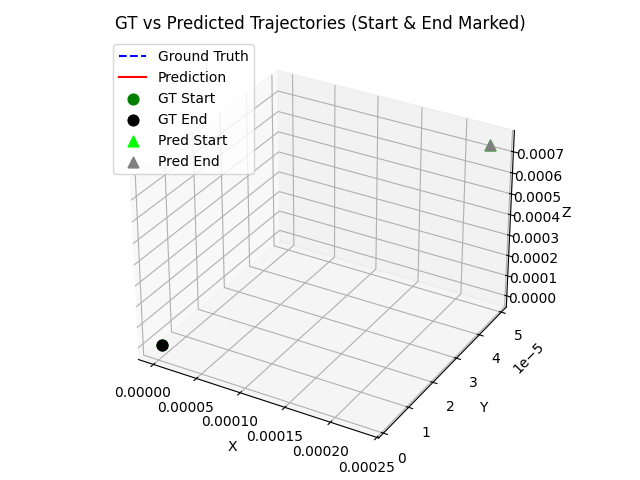 GT vs Predicted Trajectories (Start & End Marked)
Ground Truth
Prediction
GT Start
GT End
Pred Start
Pred End
0.0007
0.0006
0.0005
0.0004
0.0003
0.0002
0.0001
0.0000
Z
5
4
3
2
1
0
1e−5
Y
0.00000
0.00005
0.00010
0.00015
0.00020
0.00025
X